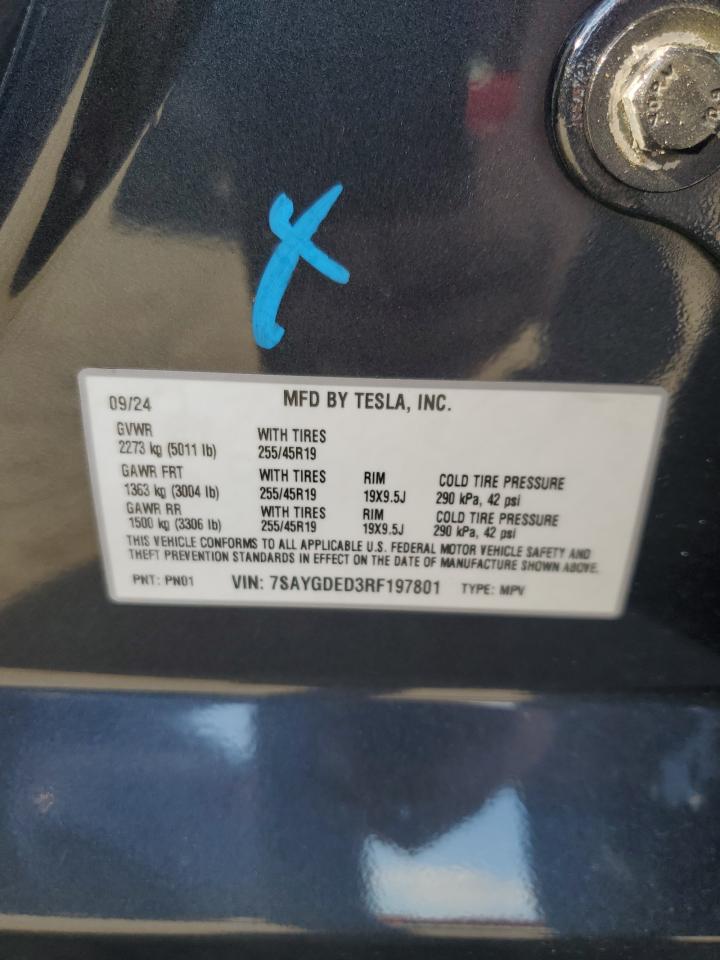 09/24 MFD BY TESLA, INC.
GVWR
2273 kg (5011 lb)
WITH TIRES
255/45R19
GAWR FRT
1363 kg (3004 lb)
WITH TIRES
255/45R19
RIM
19X9.5J
COLD TIRE PRESSURE
290 kPa, 42 psi
GAWR RR
1500 kg (3306 lb)
WITH TIRES
255/45R19
RIM
19X9.5J
COLD TIRE PRESSURE
290 kPa, 42 psi
THIS VEHICLE CONFORMS TO ALL APPLICABLE U.S. FEDERAL MOTOR VEHICLE SAFETY AND
THEFT PREVENTION STANDARDS IN EFFECT ON THE DATE OF MANUFACTURE SHOWN ABOVE.
PNT: PN01 VIN: 7SAYGDED3RF197801 TYPE: MPV